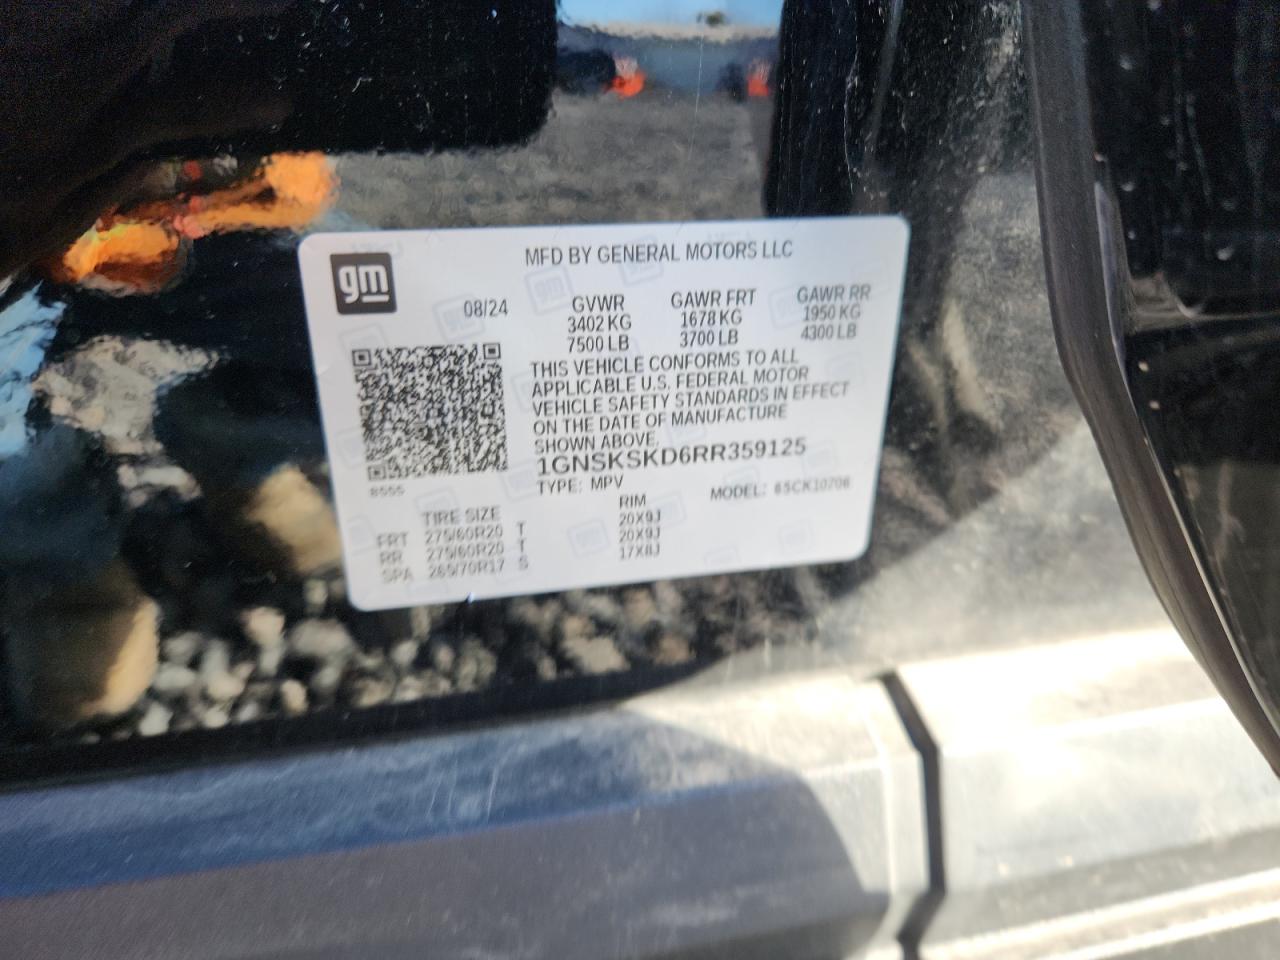 gm
MFD BY GENERAL MOTORS LLC
08/24 GVWR GAWR FRT GAWR RR
3402 KG 1678 KG 1950 KG
7500 LB 3700 LB 4300 LB
THIS VEHICLE CONFORMS TO ALL
APPLICABLE U.S. FEDERAL MOTOR
VEHICLE SAFETY STANDARDS IN EFFECT
ON THE DATE OF MANUFACTURE
SHOWN ABOVE.
1GNSKSKD6RR359125
8555
TYPE: MPV MODEL:
TIRE SIZE RIM
FRT 275/60R20 T 20X9J
RR 275/60R20 T 20X9J
SPA 265/70R17 S 17X8J